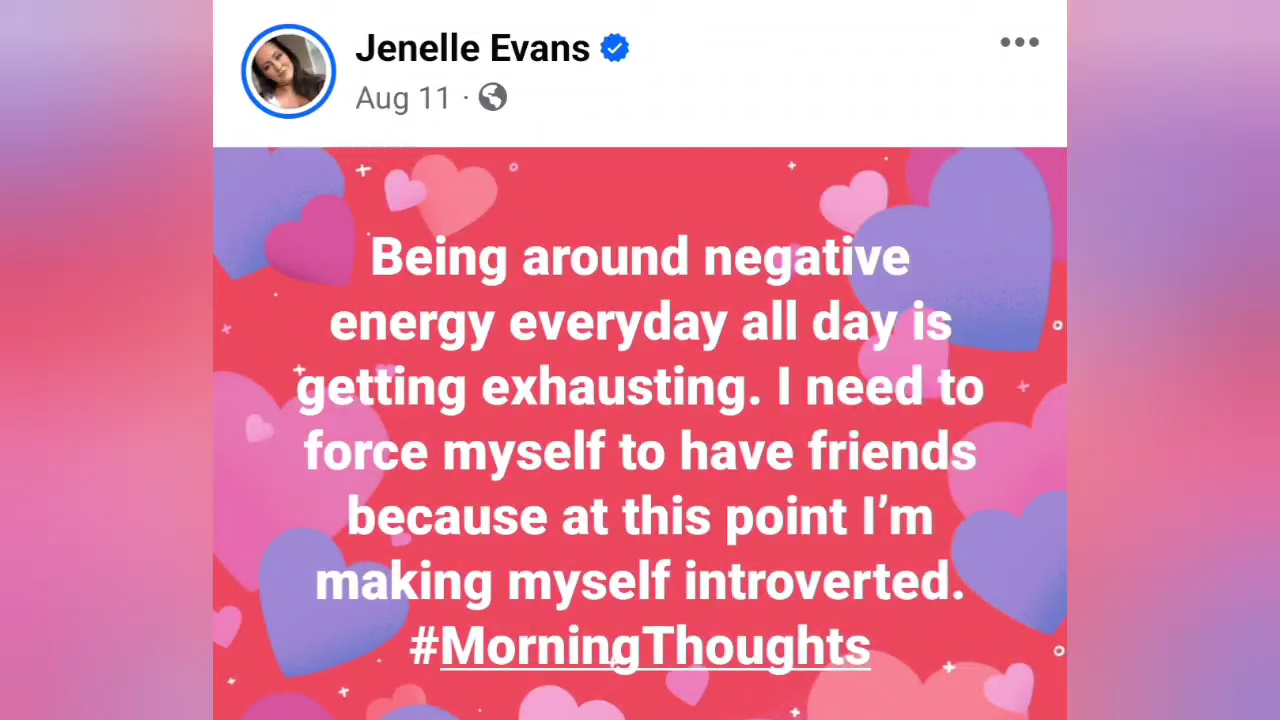 Jenelle Evans
Aug 11 ·
Being around negative
energy everyday all day is
getting exhausting. I need to
force myself to have friends
because at this point I’m
making myself introverted.
#MorningThoughts